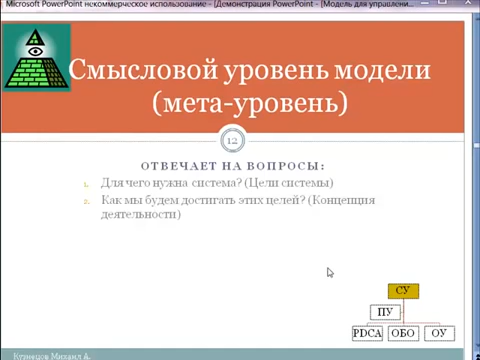 Microsoft PowerPoint некоммерческое использование - [Демонстрация PowerPoint - [Модель для управлени...
Смысловой уровень модели
(мета-уровень)
12
ОТВЕЧАЕТ НА ВОПРОСЫ:
1. Для чего нужна система? (Цели системы)
2. Как мы будем достигать этих целей? (Концепция
деятельности)
СУ
ПУ
PDCA ОБО ОУ
Кузнецов Михаил А.